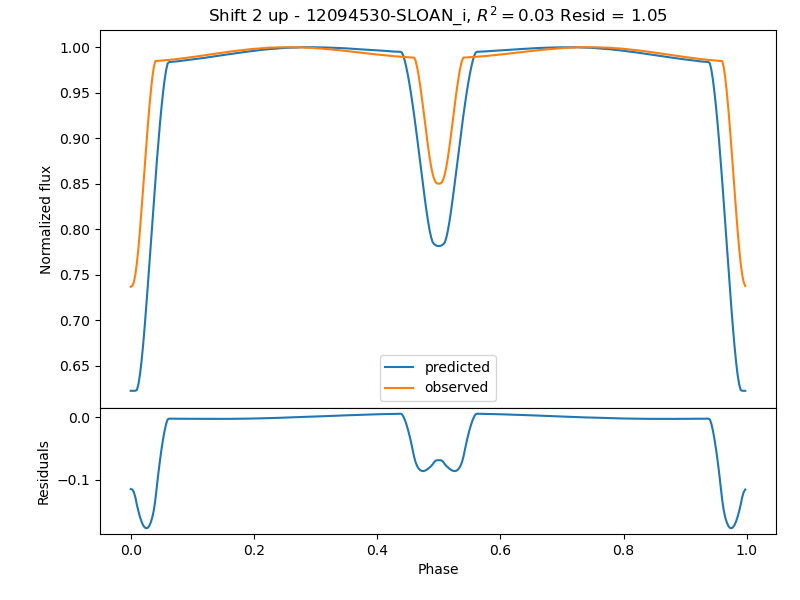 Shift 2 up - 12094530-SLOAN_i, R² = 0.03 Resid = 1.05
Normalized flux
1.00
0.95
0.90
0.85
0.80
0.75
0.70
0.65
predicted
observed
Residuals
0.0
−0.1
0.0 0.2 0.4 0.6 0.8 1.0
Phase